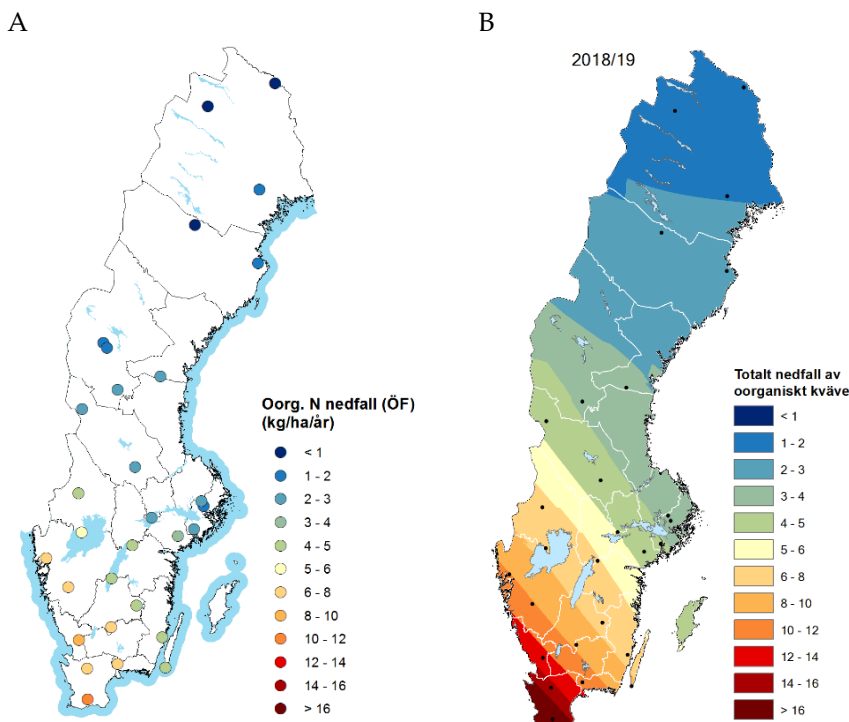 A
B
2018/19
Oorg. N nedfall (ÖF)
(kg/ha/år)
< 1
1 - 2
2 - 3
3 - 4
4 - 5
5 - 6
6 - 8
8 - 10
10 - 12
12 - 14
14 - 16
> 16
Totalt nedfall av
oorganiskt kväve
< 1
1 - 2
2 - 3
3 - 4
4 - 5
5 - 6
6 - 8
8 - 10
10 - 12
12 - 14
14 - 16
> 16